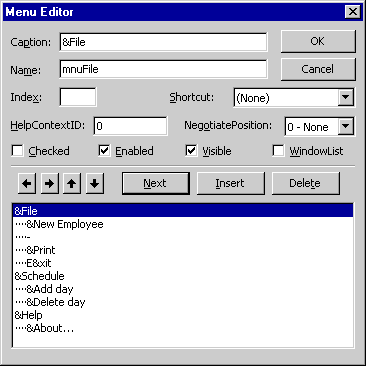 Menu Editor
Caption: &File OK
Name: mnuFile Cancel
Index: Shortcut: (None)
HelpContextID: 0 NegotiatePosition: 0 - None
Checked Enabled Visible WindowList
Next Insert Delete
&File
····&New Employee
····-
····&Print
····E&xit
&Schedule
····&Add day
····&Delete day
&Help
····&About...